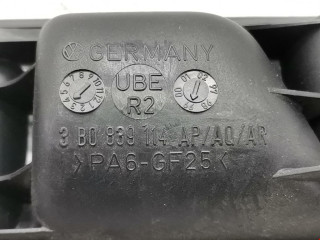 GERMANY
UBE
R2
3 B0 839 114 AP/AQ/AR
>PA6-GF25<